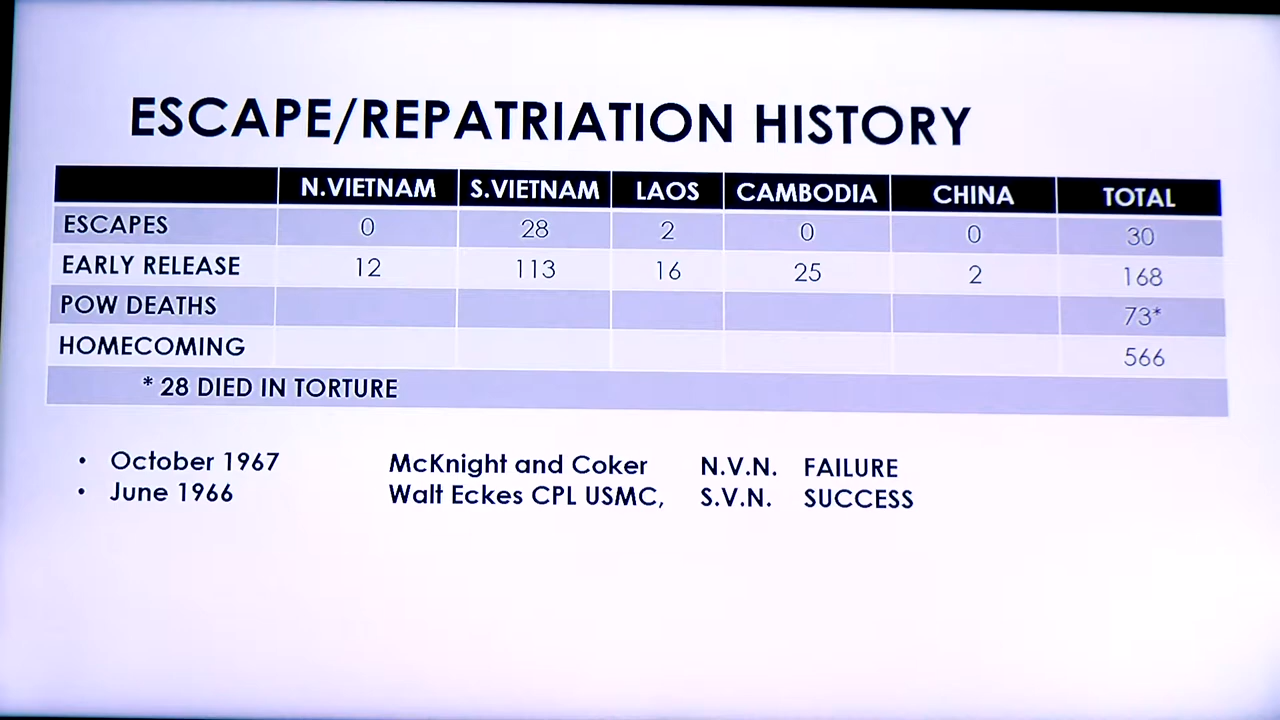 ESCAPE/REPATRIATION HISTORY
N.VIETNAM S.VIETNAM LAOS CAMBODIA CHINA TOTAL
ESCAPES 0 28 2 0 0 30
EARLY RELEASE 12 113 16 25 2 168
POW DEATHS 73*
HOMECOMING 566
* 28 DIED IN TORTURE
• October 1967 McKnight and Coker N.V.N. FAILURE
• June 1966 Walt Eckes CPL USMC, S.V.N. SUCCESS